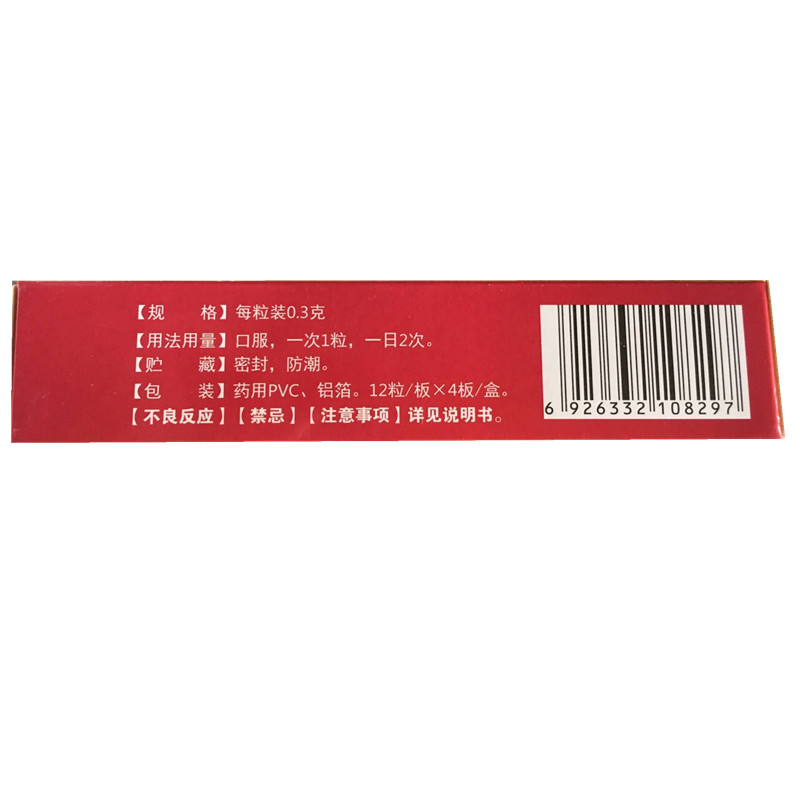 【规 格】每粒装0.3克
【用法用量】口服，一次1粒，一日2次。
【贮 藏】密封，防潮。
【包 装】药用PVC、铝箔。12粒/板×4板/盒。
【不良反应】【禁忌】【注意事项】详见说明书。
6 926332 108297